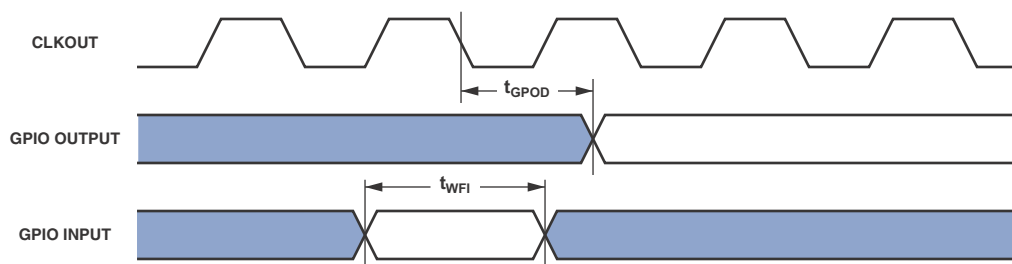 CLKOUT
tGPOD
GPIO OUTPUT
tWFI
GPIO INPUT